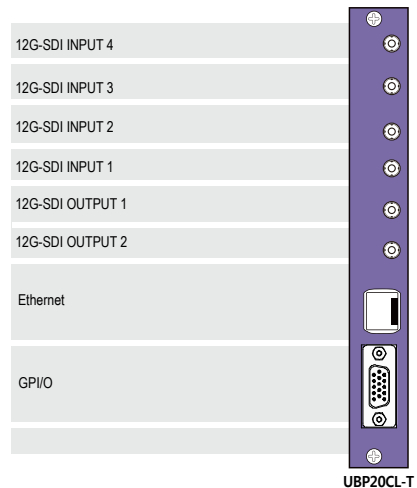 12G-SDI INPUT 4
12G-SDI INPUT 3
12G-SDI INPUT 2
12G-SDI INPUT 1
12G-SDI OUTPUT 1
12G-SDI OUTPUT 2
Ethernet
GPI/O
UBP20CL-T